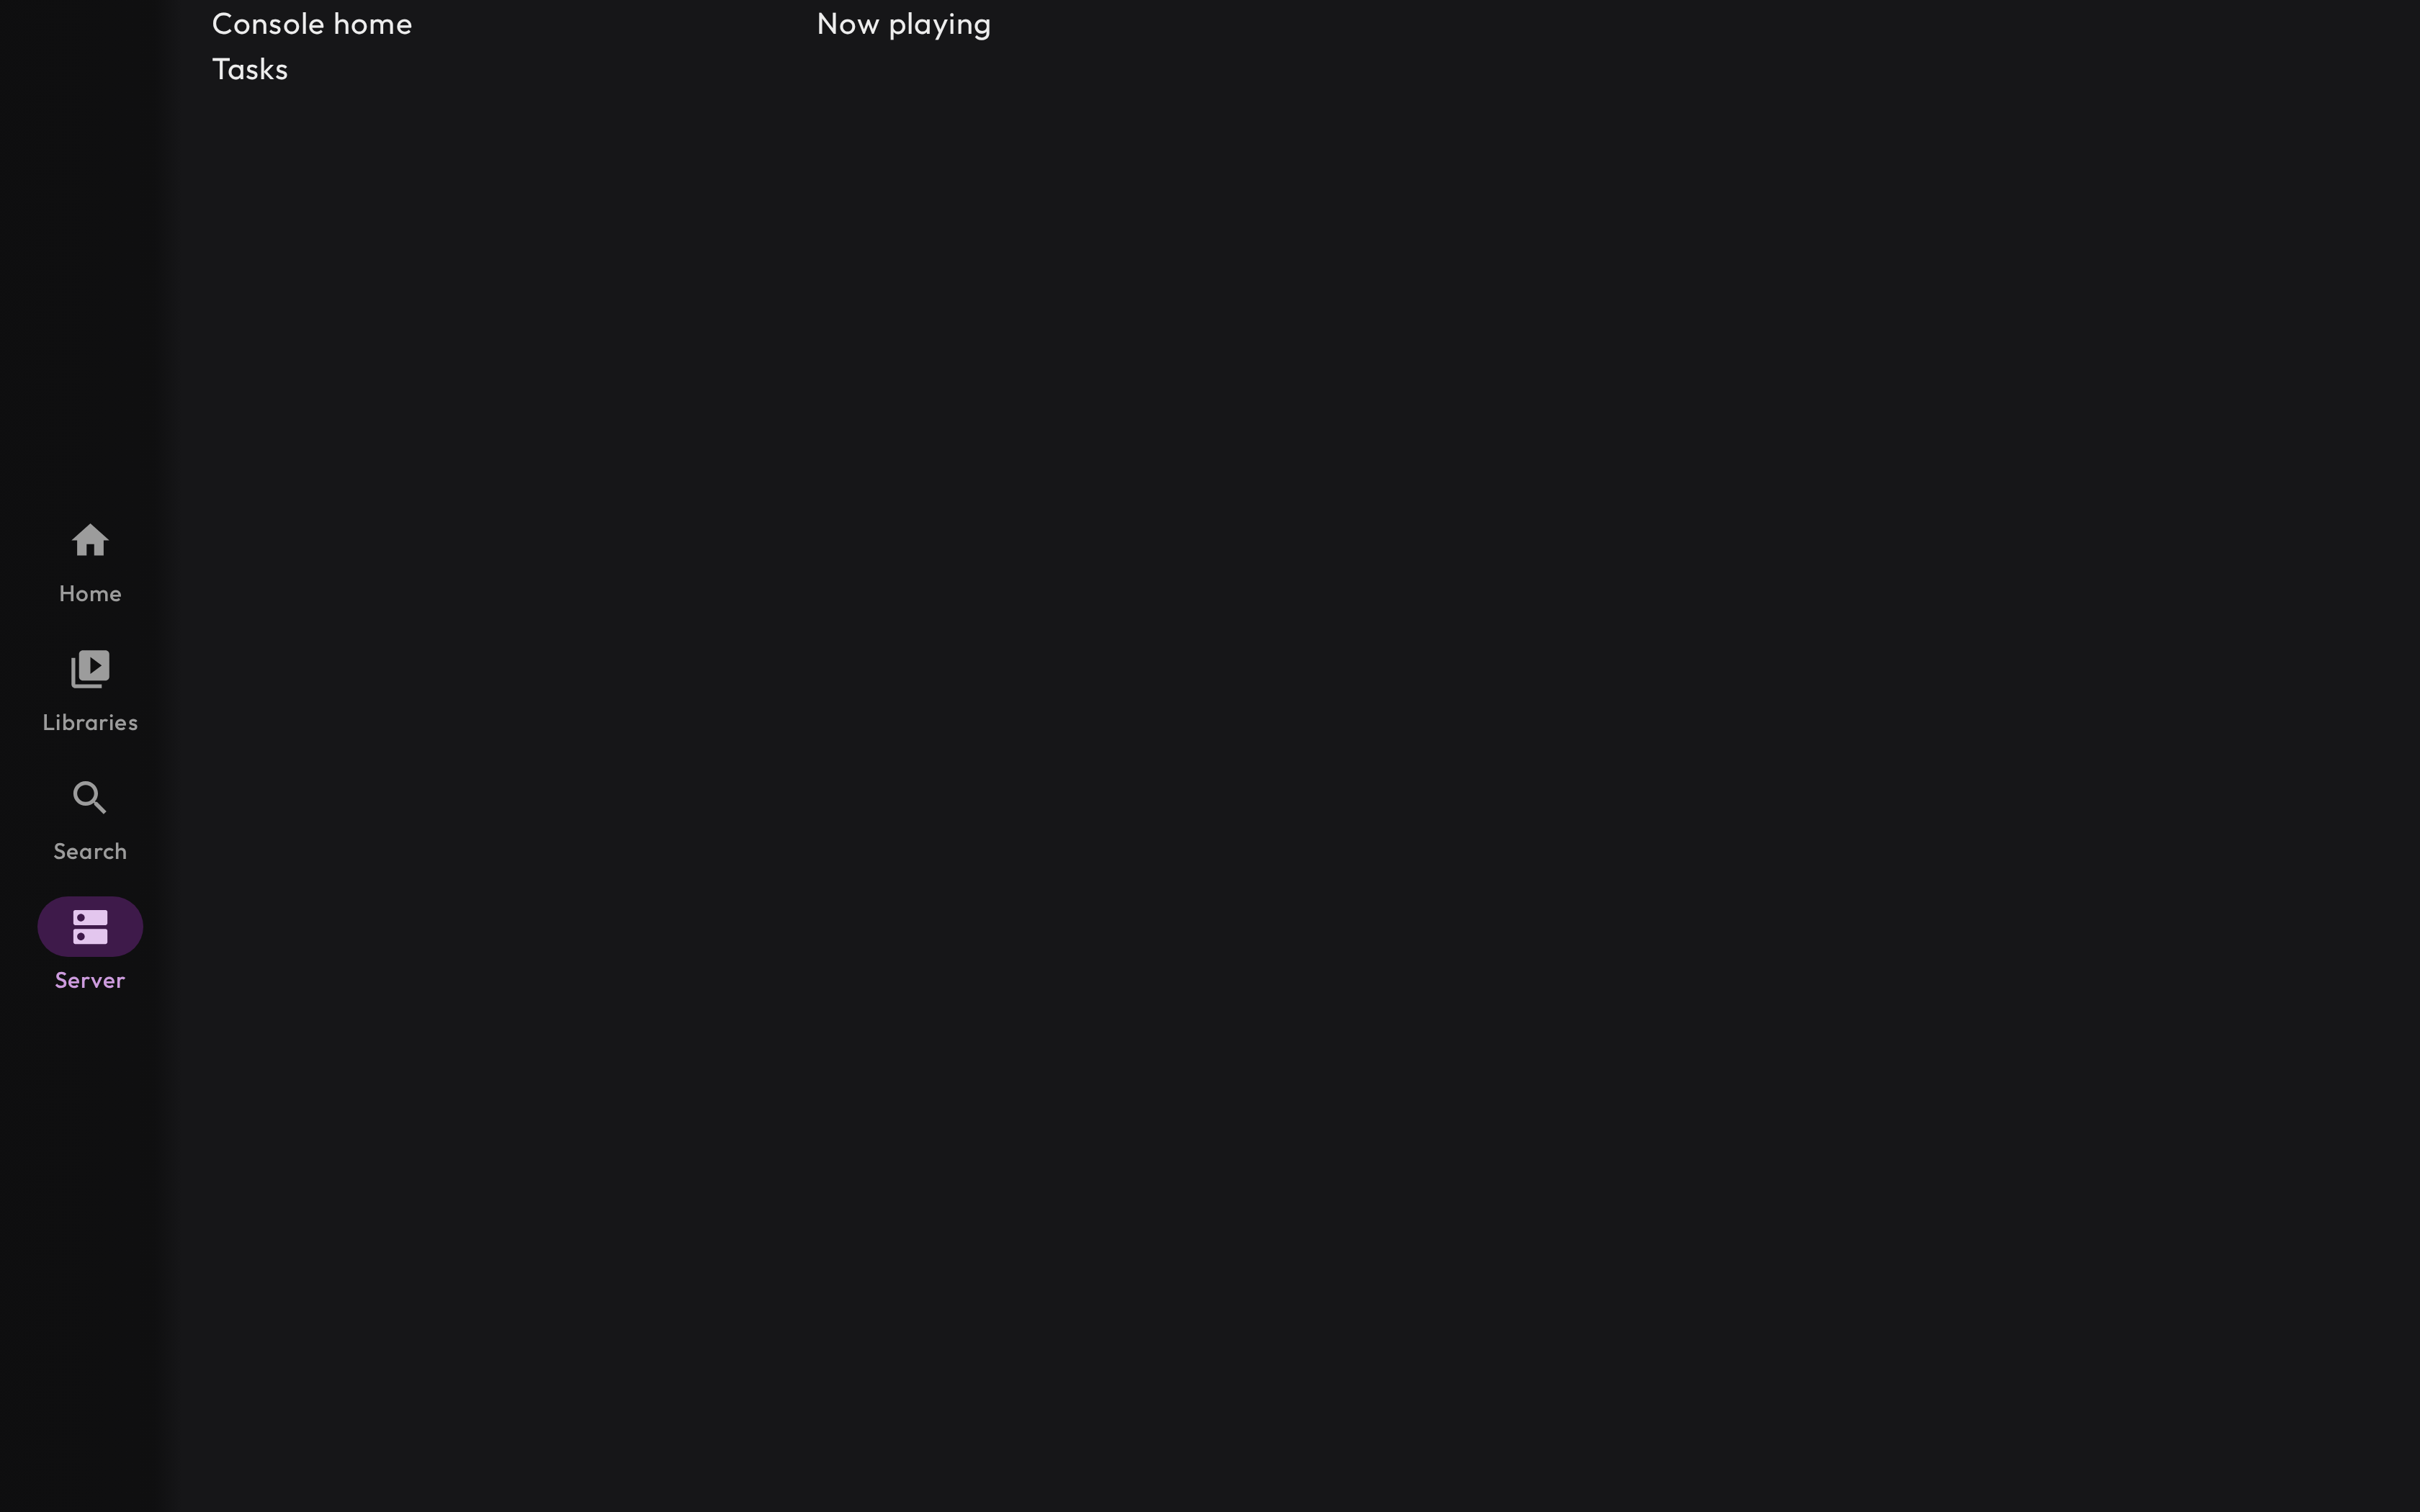 Console home
Tasks
Now playing
Home
Libraries
Search
Server